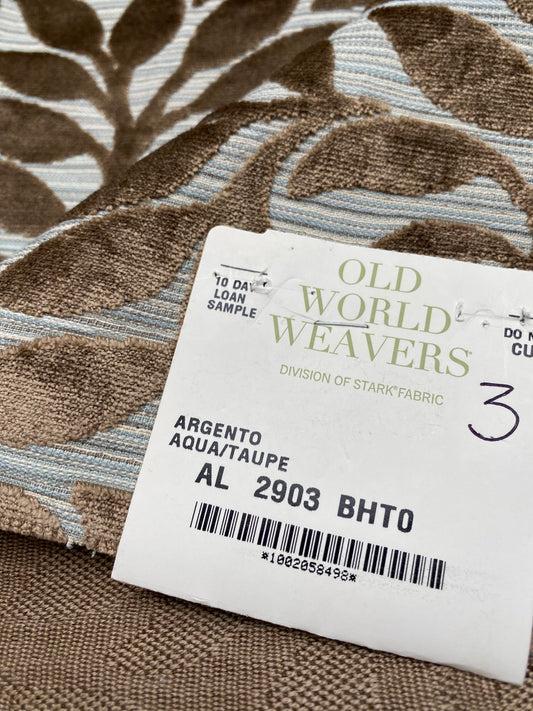 10 DAY
LOAN
SAMPLE
OLD
WORLD
WEAVERS®
DIVISION OF STARK® FABRIC
DO
CU
3
ARGENTO
AQUA/TAUPE
AL 2903 BHTO
*1002058498*